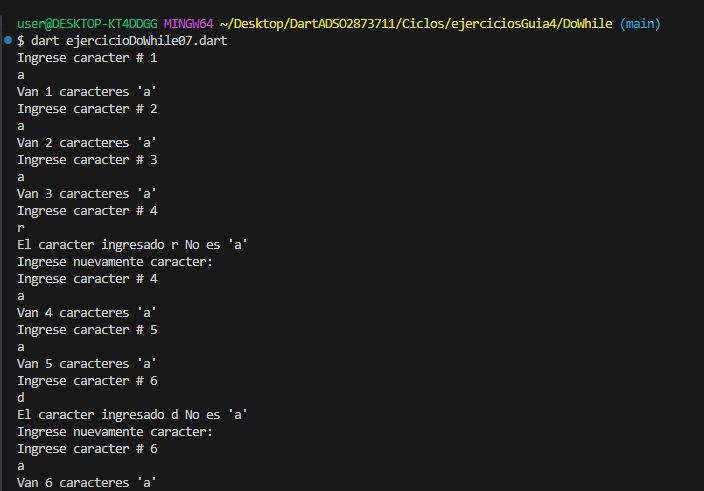 user@DESKTOP-KT4DDGG MINGW64 ~/Desktop/DartADSO2873711/Ciclos/ejerciciosGuia4/DoWhile (main)
$ dart ejercicioDoWhile07.dart
Ingrese caracter # 1
a
Van 1 caracteres 'a'
Ingrese caracter # 2
a
Van 2 caracteres 'a'
Ingrese caracter # 3
a
Van 3 caracteres 'a'
Ingrese caracter # 4
r
El caracter ingresado r No es 'a'
Ingrese nuevamente caracter:
Ingrese caracter # 4
a
Van 4 caracteres 'a'
Ingrese caracter # 5
a
Van 5 caracteres 'a'
Ingrese caracter # 6
d
El caracter ingresado d No es 'a'
Ingrese nuevamente caracter:
Ingrese caracter # 6
a
Van 6 caracteres 'a'